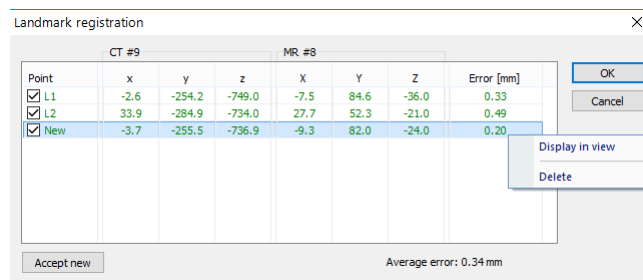 Landmark registration
CT #9 MR #8
Point x y z X Y Z Error [mm]
L1 -2.6 -254.2 -749.0 -7.5 84.6 -36.0 0.33
L2 33.9 -284.9 -734.0 27.7 52.3 -21.0 0.49
New -3.7 -255.5 -736.9 -9.3 82.0 -24.0 0.20
OK
Cancel
Display in view
Delete
Accept new
Average error: 0.34 mm